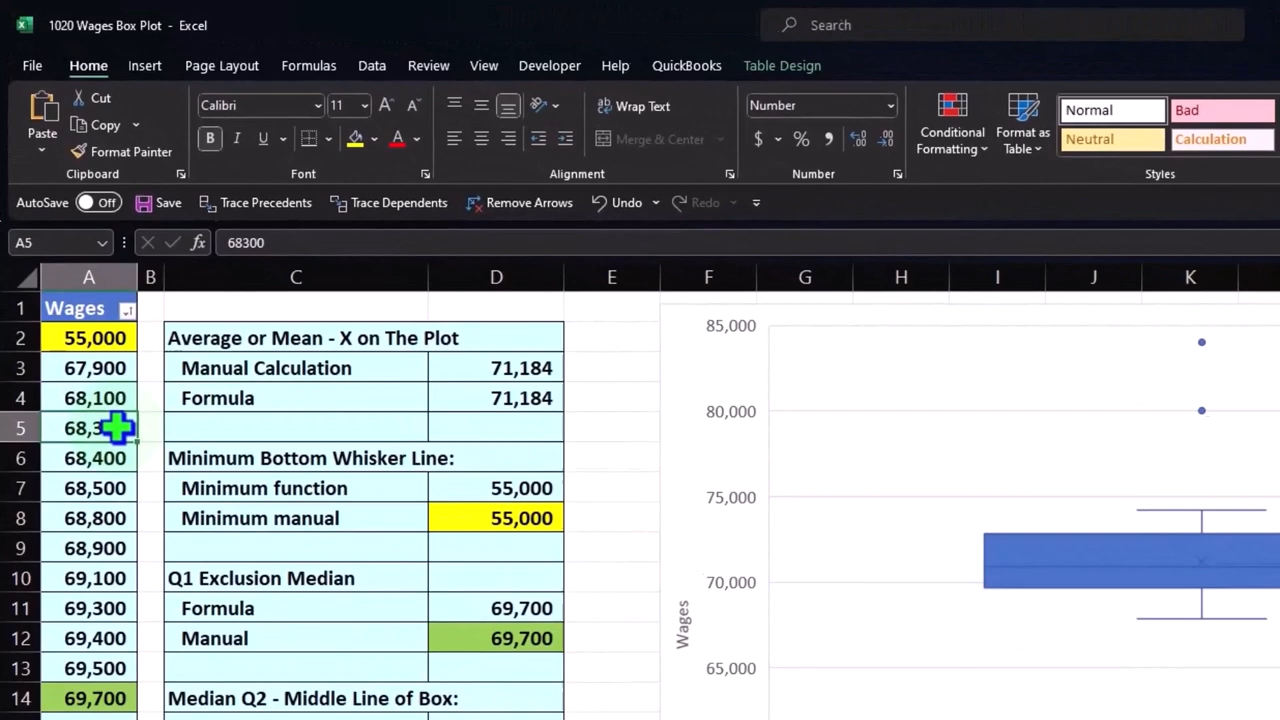 1020 Wages Box Plot - Excel
Search
File Home Insert Page Layout Formulas Data Review View Developer Help QuickBooks Table Design
Paste
Cut
Copy
Format Painter
Clipboard
Calibri 11
B I U
Font
Wrap Text
Merge & Center
Alignment
Number
$ % ,
Number
Conditional Formatting
Format as Table
Normal Bad
Neutral Calculation
Styles
AutoSave Off Save Trace Precedents Trace Dependents Remove Arrows Undo Redo
A5 fx 68300
A B C D E F G H I J K
1 Wages
2 55,000 Average or Mean - X on The Plot
3 67,900 Manual Calculation 71,184
4 68,100 Formula 71,184
5 68,3
6 68,400 Minimum Bottom Whisker Line:
7 68,500 Minimum function 55,000
8 68,800 Minimum manual 55,000
9 68,900
10 69,100 Q1 Exclusion Median
11 69,300 Formula 69,700
12 69,400 Manual 69,700
13 69,500
14 69,700 Median Q2 - Middle Line of Box:
85,000
80,000
75,000
70,000
65,000
Wages